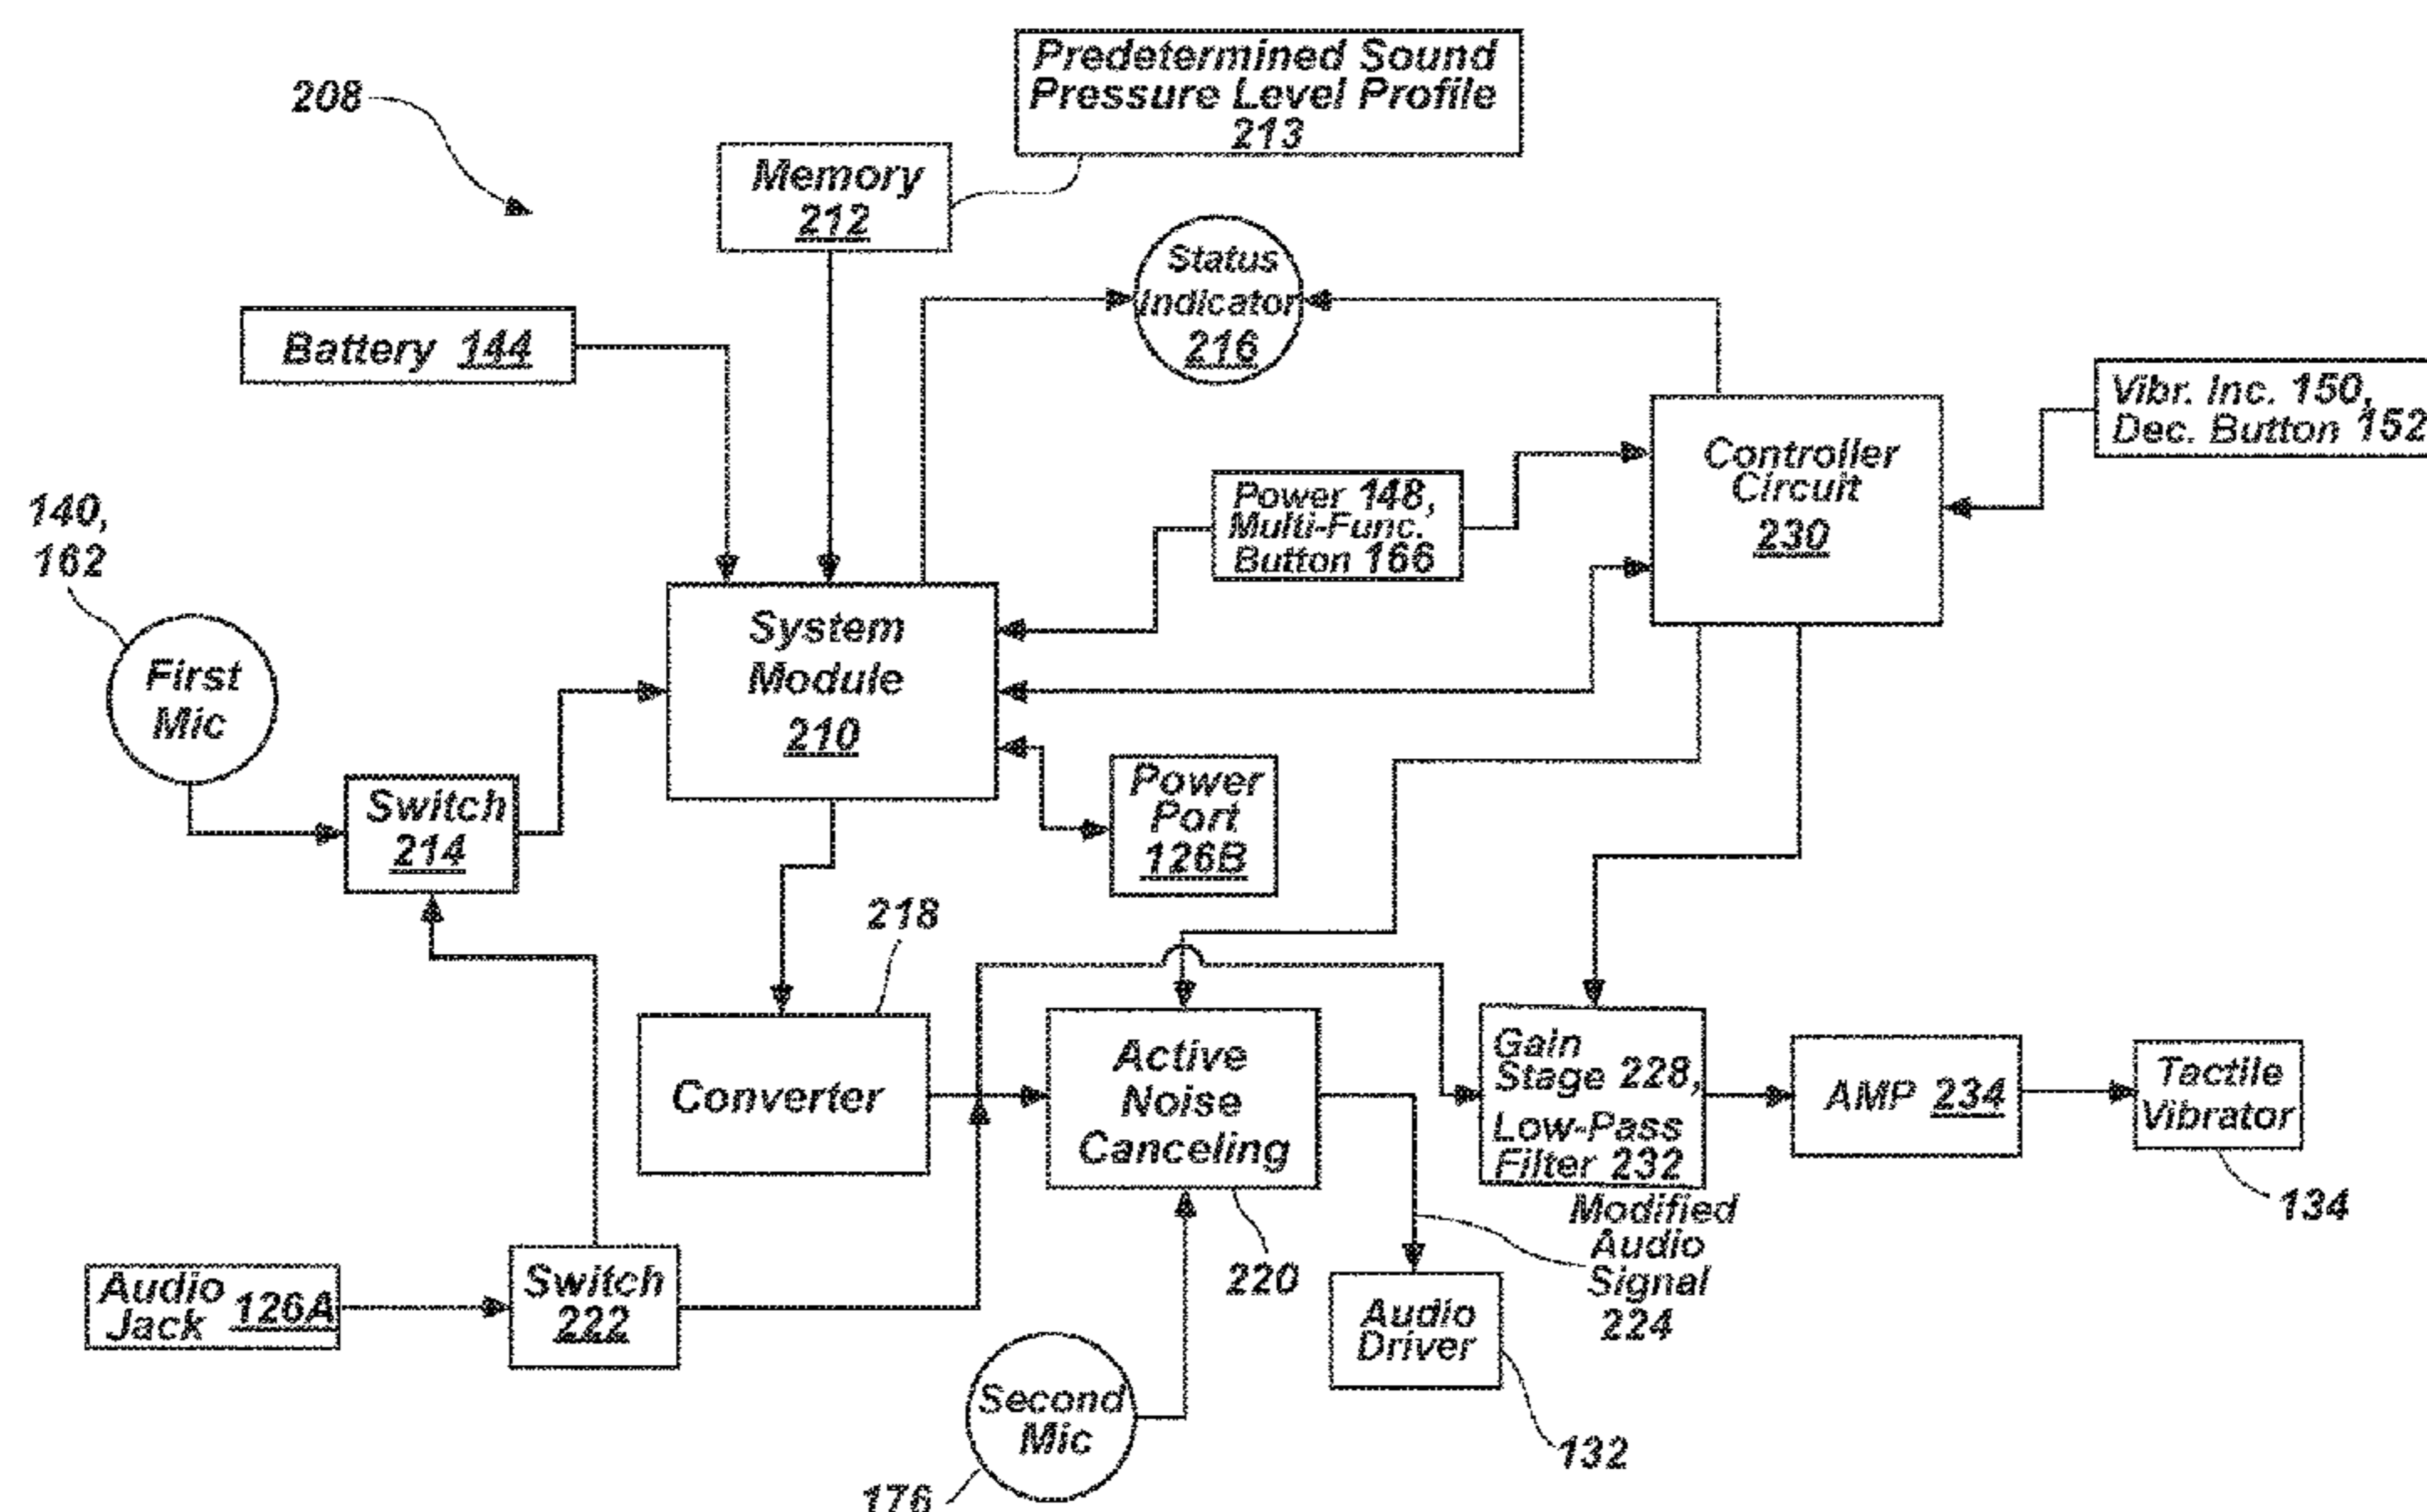 Predetermined Sound
Pressure Level Profile
213
208
Memory
212
Status
Indicator
216
Battery 144
Vibr. Inc. 150,
Dec. Button 152
Controller
Circuit
230
Power 148,
Multi-Func.
Button 166
140,
162
First
Mic
System
Module
210
Switch
214
Power
Port
126B
218
Converter
Active
Noise
Canceling
220
Gain
Stage 228,
Low-Pass
Filter 232
AMP 234
Tactile
Vibrator
134
Modified
Audio
Signal
224
Audio
Jack 126A
Switch
222
Audio
Driver
132
Second
Mic
176